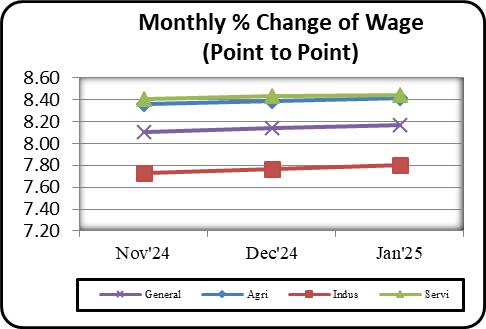 Monthly % Change of Wage
(Point to Point)
8.60
8.40
8.20
8.00
7.80
7.60
7.40
7.20
Nov'24 Dec'24 Jan'25
General Agri Indus Servi